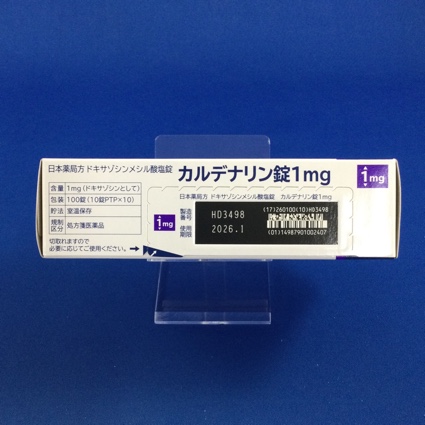 日本薬局方 ドキサゾシンメシル酸塩錠 カルデナリン錠1mg
1mg
含量 1mg(ドキサゾシンとして)
包装 100錠(10錠PTP×10)
貯法 室温保存
規制区分 処方箋医薬品
切取れますので
必要に応じてご使用ください。
1mg
日本薬局方 ドキサゾシンメシル酸塩錠 カルデナリン錠1mg
製造番号 HD3498
使用期限 2026.1
(17)260100(10)HD3498
(01)14987901002407